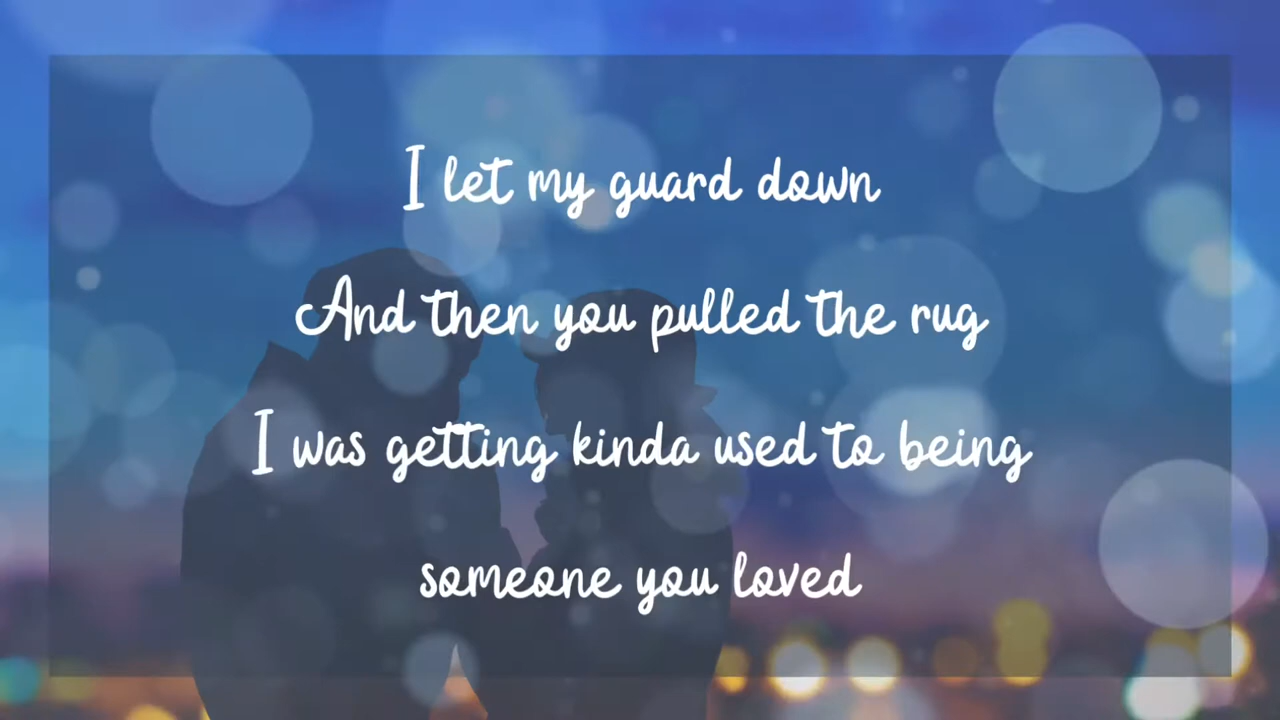 I let my guard down
And then you pulled the rug
I was getting kinda used to being
someone you loved